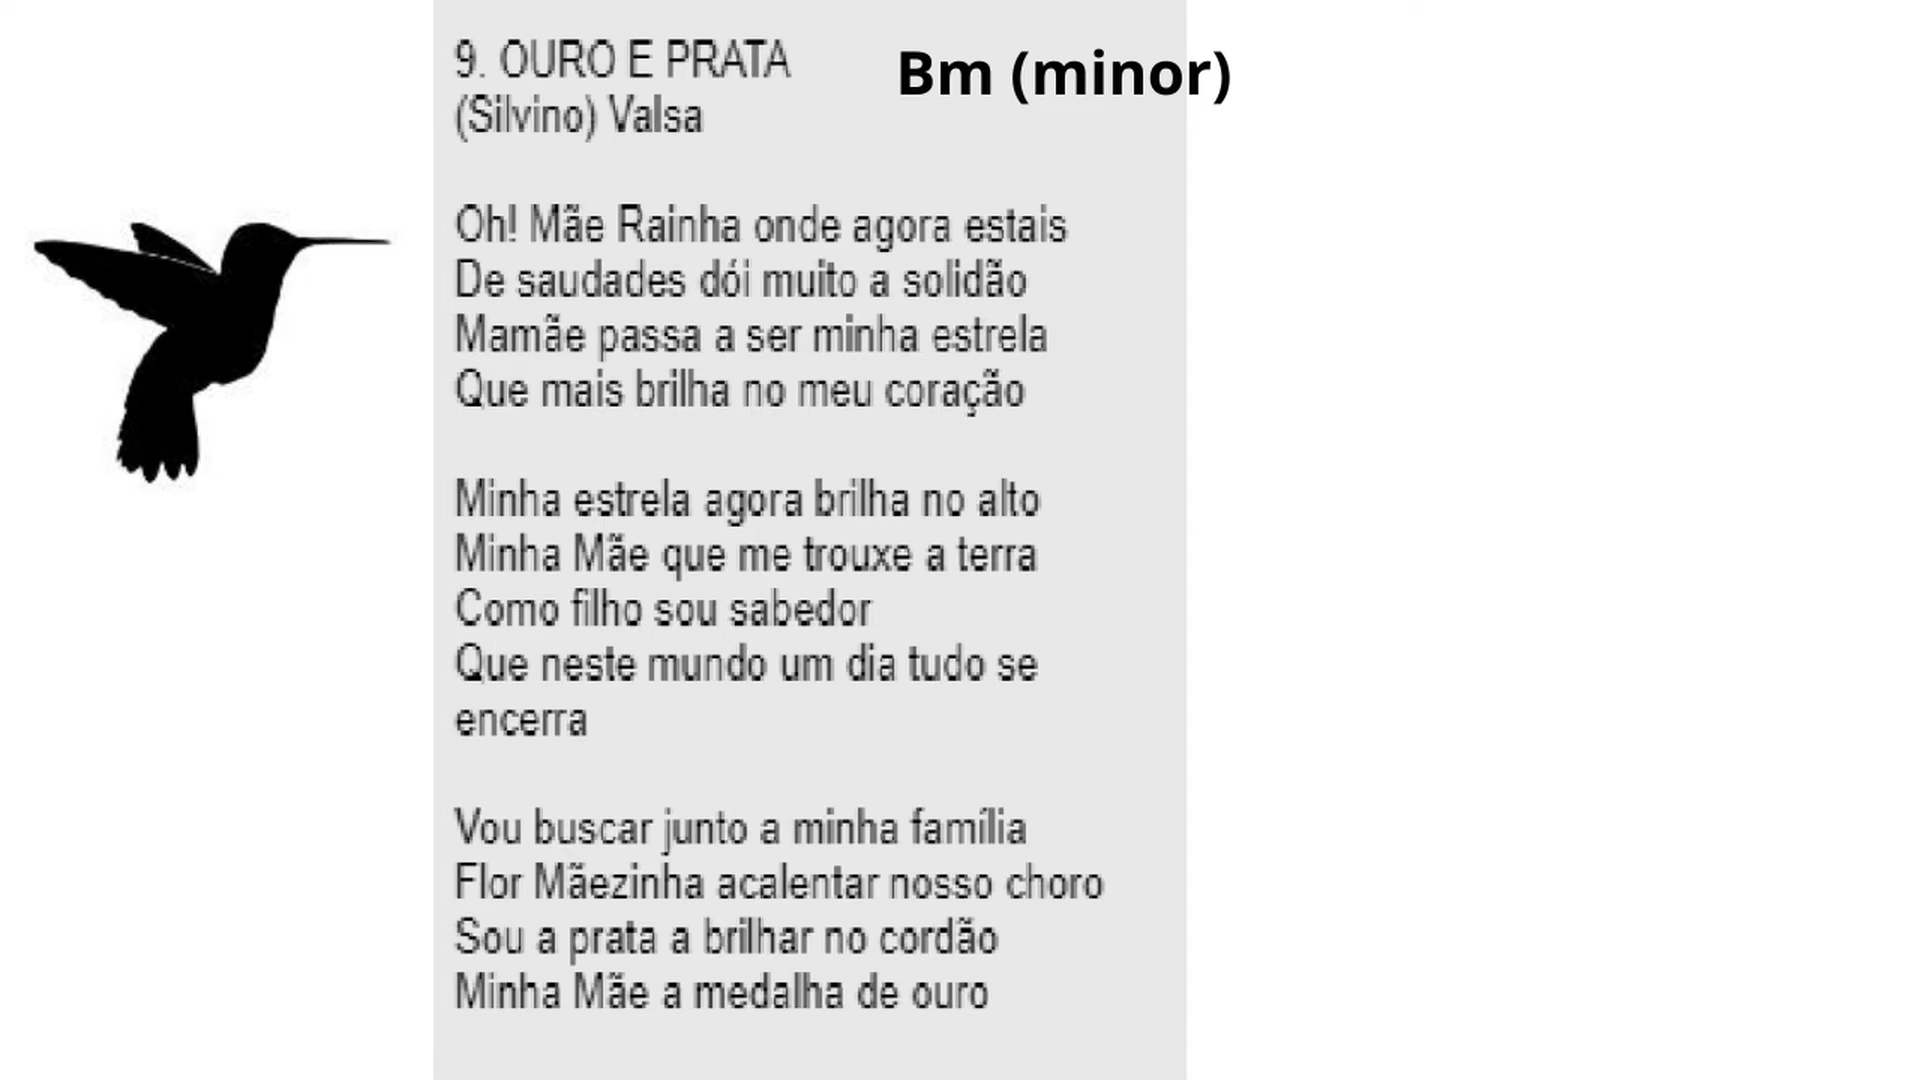 9. OURO E PRATA
Bm (minor)
(Silvino) Valsa
Oh! Mãe Rainha onde agora estais
De saudades dói muito a solidão
Mamãe passa a ser minha estrela
Que mais brilha no meu coração
Minha estrela agora brilha no alto
Minha Mãe que me trouxe a terra
Como filho sou sabedor
Que neste mundo um dia tudo se
encerra
Vou buscar junto a minha família
Flor Mãezinha acalentar nosso choro
Sou a prata a brilhar no cordão
Minha Mãe a medalha de ouro